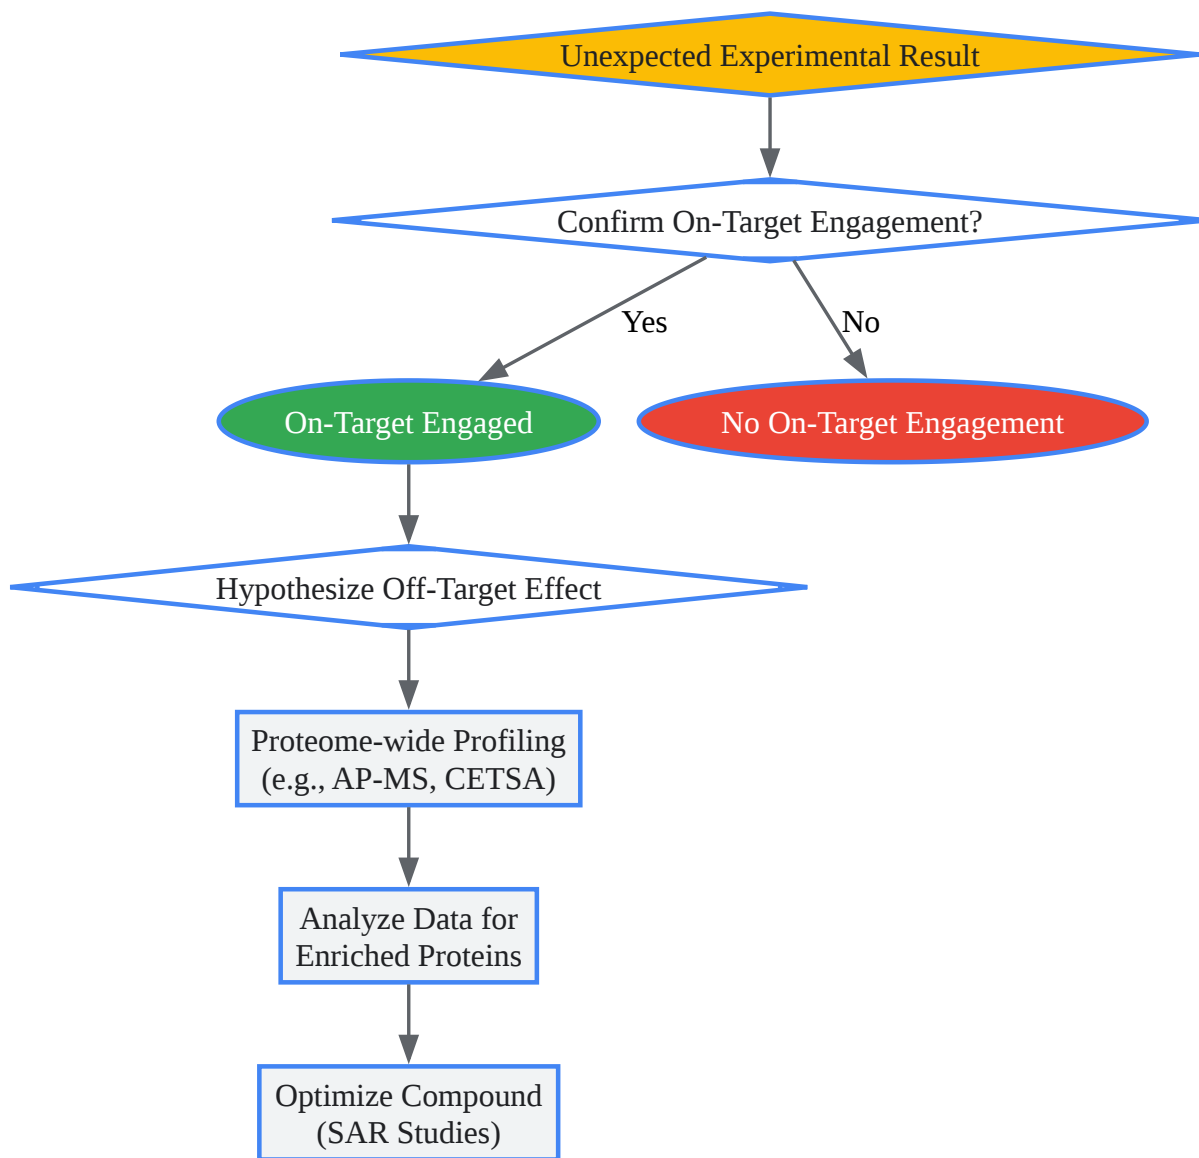 Unexpected Experimental Result
Confirm On-Target Engagement?
Yes
No
On-Target Engaged
No On-Target Engagement
Hypothesize Off-Target Effect
Proteome-wide Profiling
(e.g., AP-MS, CETSA)
Analyze Data for
Enriched Proteins
Optimize Compound
(SAR Studies)